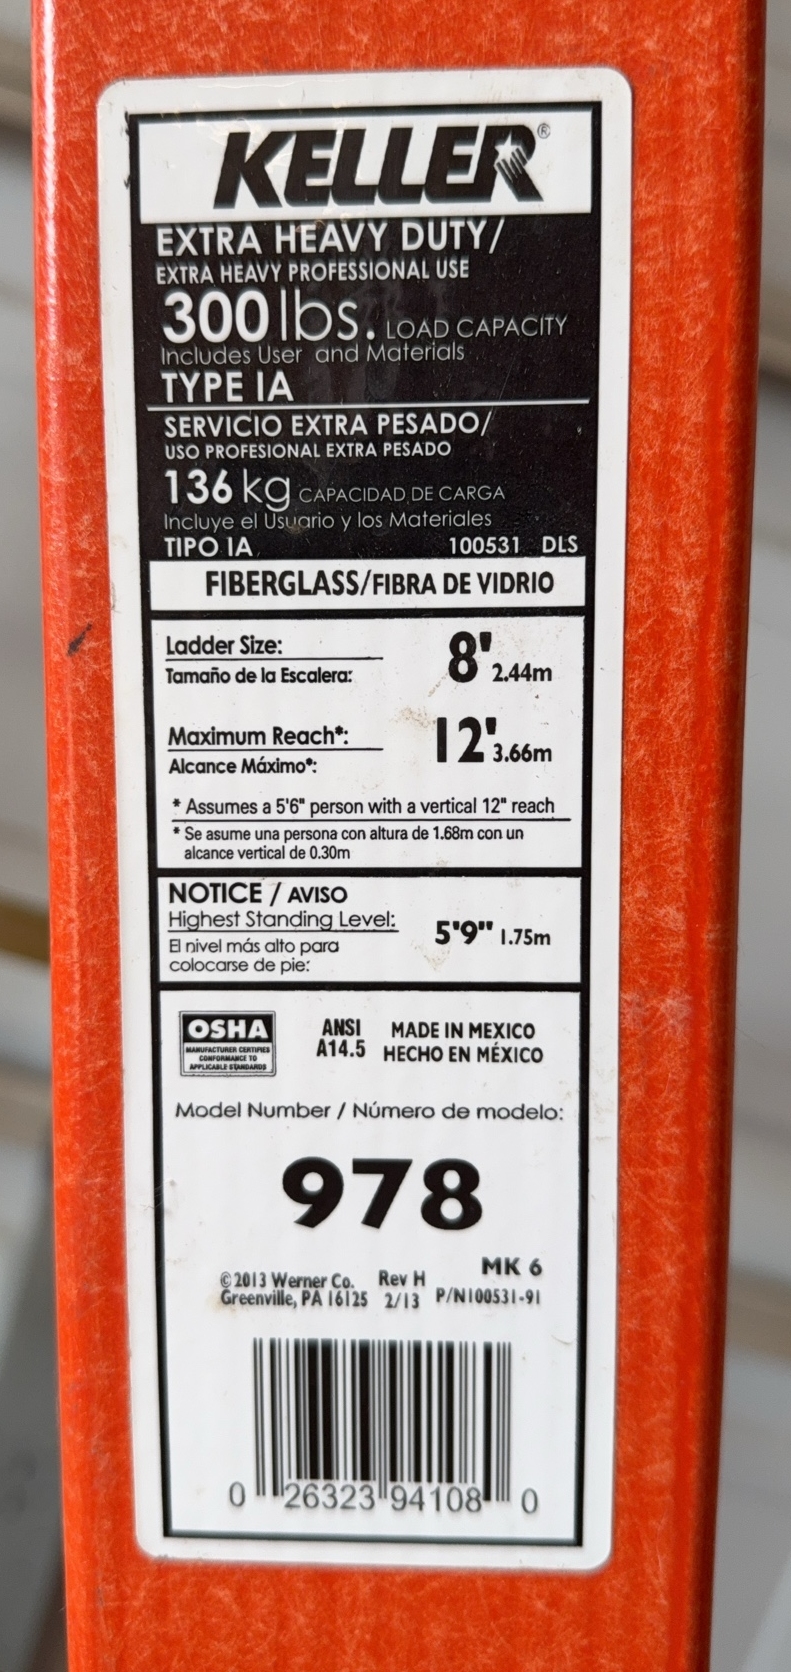 KELLER®
EXTRA HEAVY DUTY/
EXTRA HEAVY PROFESSIONAL USE
300 lbs. LOAD CAPACITY
Includes User and Materials
TYPE IA
SERVICIO EXTRA PESADO/
USO PROFESIONAL EXTRA PESADO
136 kg CAPACIDAD DE CARGA
Incluye el Usuario y los Materiales
TIPO IA 100531 DLS
FIBERGLASS/FIBRA DE VIDRIO
Ladder Size: 8' 2.44m
Tamaño de la Escalera:
Maximum Reach*: 12' 3.66m
Alcance Máximo*:
* Assumes a 5'6" person with a vertical 12" reach
* Se asume una persona con altura de 1.68m con un
alcance vertical de 0.30m
NOTICE / AVISO
Highest Standing Level: 5'9" 1.75m
El nivel más alto para
colocarse de pie:
OSHA
MANUFACTURER CERTIFIES
CONFORMANCE TO
APPLICABLE STANDARDS
ANSI
A14.5
MADE IN MEXICO
HECHO EN MÉXICO
Model Number / Número de modelo:
978
MK 6
©2013 Werner Co. Rev H
Greenville, PA 16125 2/13 P/N100531-91
0 26323 94108 0